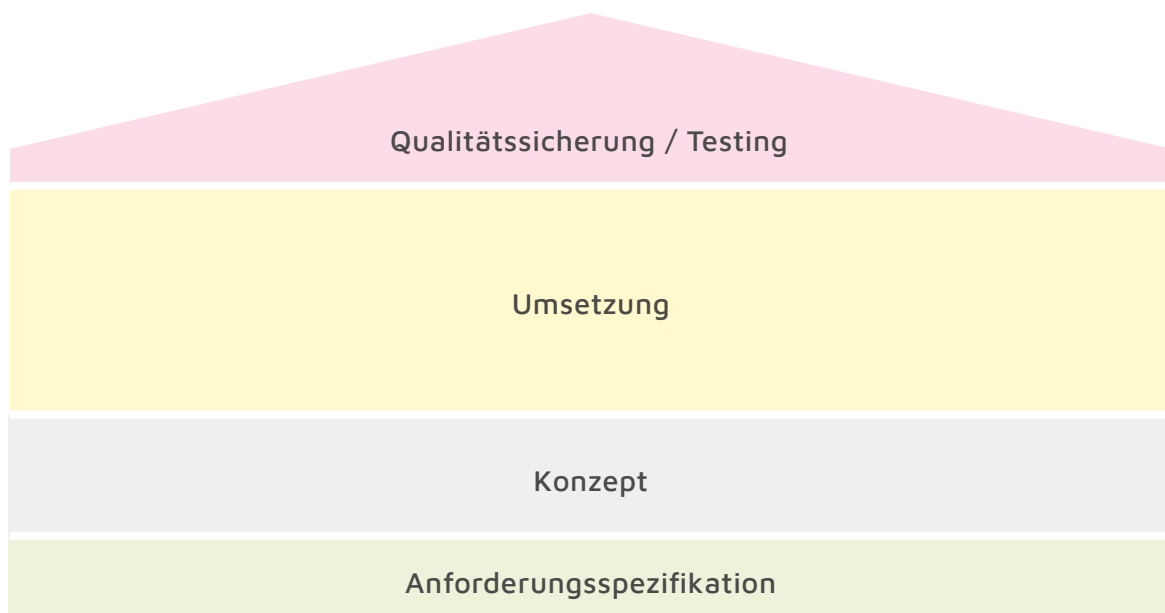 Qualitätssicherung / Testing
Umsetzung
Konzept
Anforderungsspezifikation